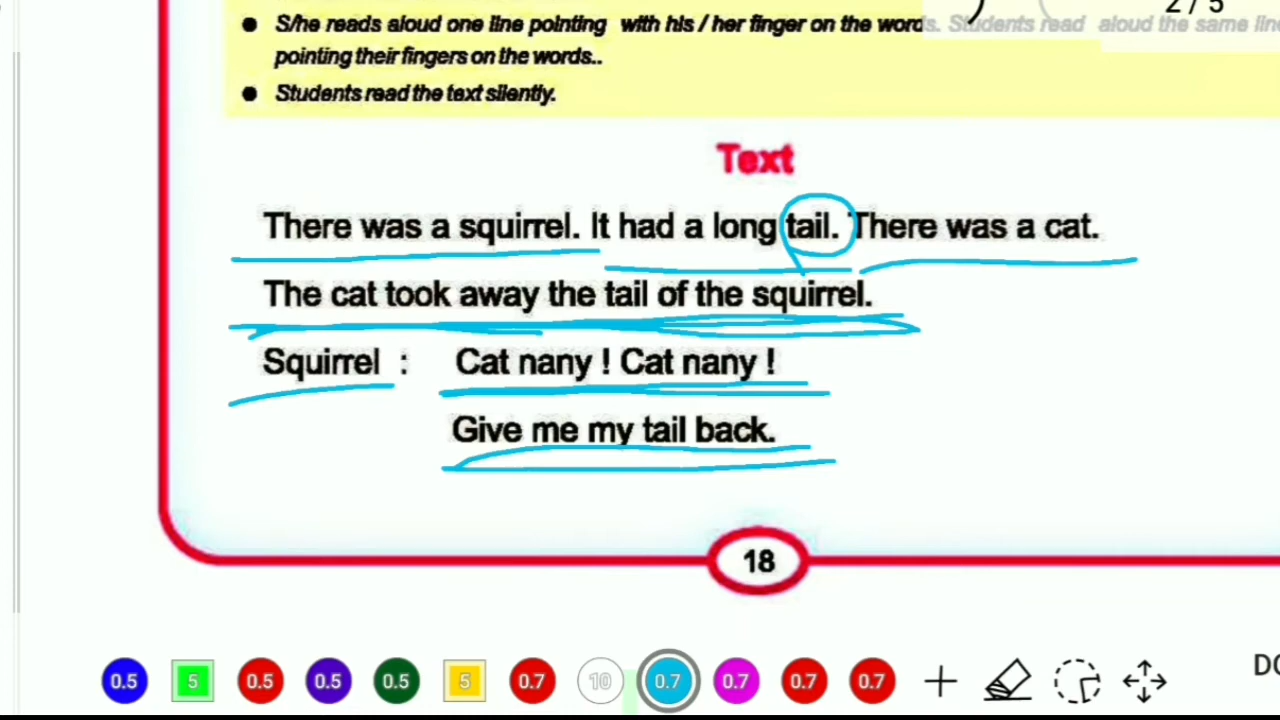 2 / 5
● S/he reads aloud one line pointing with his / her finger on the words. Students read aloud the same line
pointing their fingers on the words..
● Students read the text silently.
Text
There was a squirrel. It had a long tail. There was a cat.
The cat took away the tail of the squirrel.
Squirrel : Cat nany ! Cat nany !
Give me my tail back.
18
0.5 5 0.5 0.5 0.5 5 0.7 10 0.7 0.7 0.7 0.7